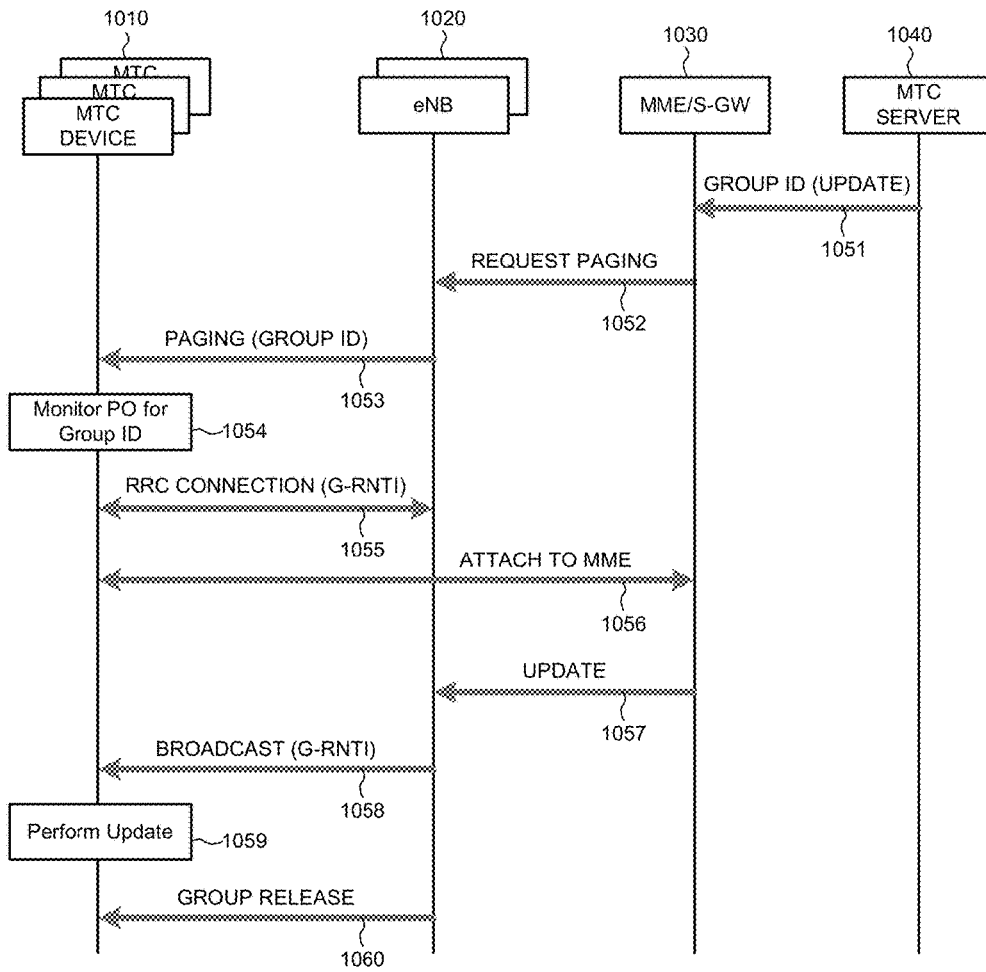 1010
1020
1030
1040
MTC
MTC
MTC
DEVICE
eNB
MME/S-GW
MTC
SERVER
GROUP ID (UPDATE)
1051
REQUEST PAGING
1052
PAGING (GROUP ID)
1053
Monitor PO for
Group ID
1054
RRC CONNECTION (G-RNTI)
1055
ATTACH TO MME
1056
UPDATE
1057
BROADCAST (G-RNTI)
1058
Perform Update
1059
GROUP RELEASE
1060